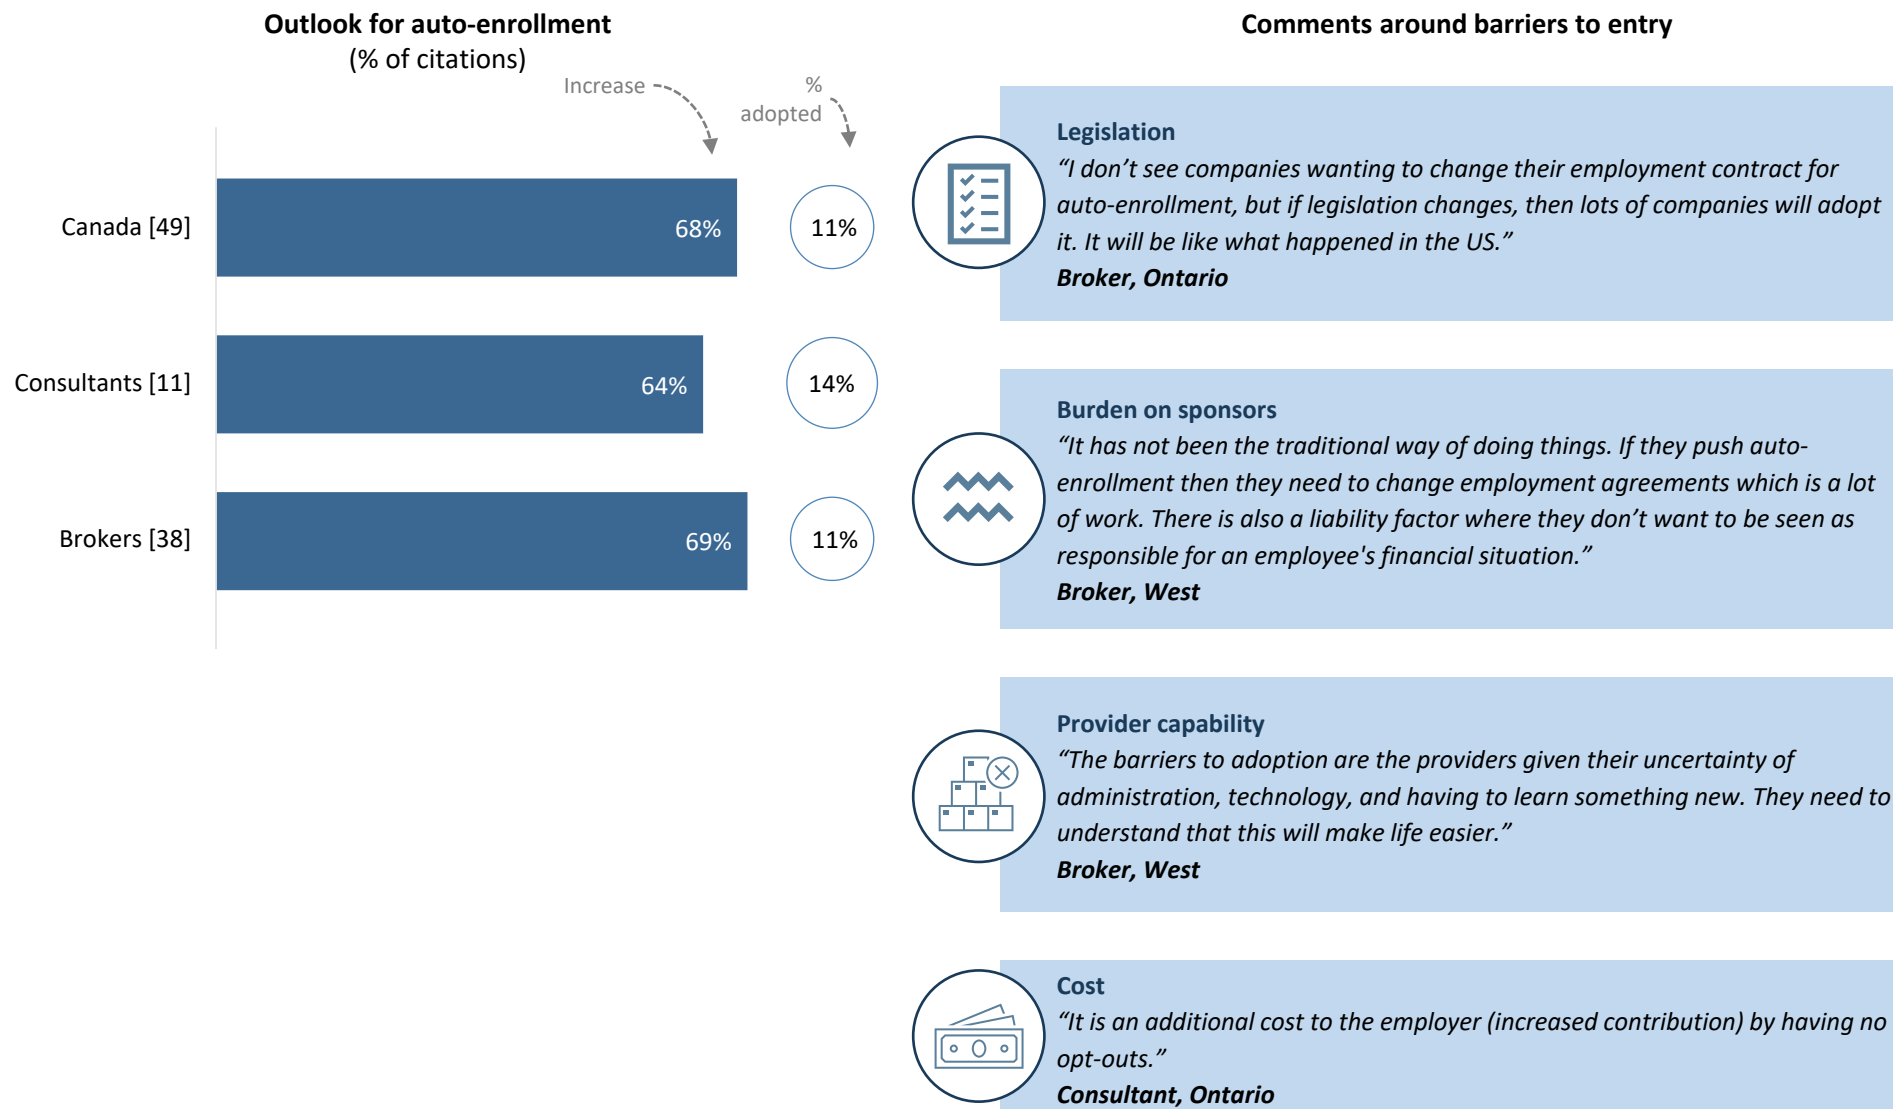 Outlook for auto-enrollment
(% of citations)
Increase
%
adopted
Canada [49]
68%
11%
Consultants [11]
64%
14%
Brokers [38]
69%
11%
Comments around barriers to entry
Legislation
“I don’t see companies wanting to change their employment contract for
auto-enrollment, but if legislation changes, then lots of companies will adopt
it. It will be like what happened in the US.”
Broker, Ontario
Burden on sponsors
“It has not been the traditional way of doing things. If they push auto-
enrollment then they need to change employment agreements which is a lot
of work. There is also a liability factor where they don’t want to be seen as
responsible for an employee's financial situation.”
Broker, West
Provider capability
“The barriers to adoption are the providers given their uncertainty of
administration, technology, and having to learn something new. They need to
understand that this will make life easier.”
Broker, West
Cost
“It is an additional cost to the employer (increased contribution) by having no
opt-outs.”
Consultant, Ontario